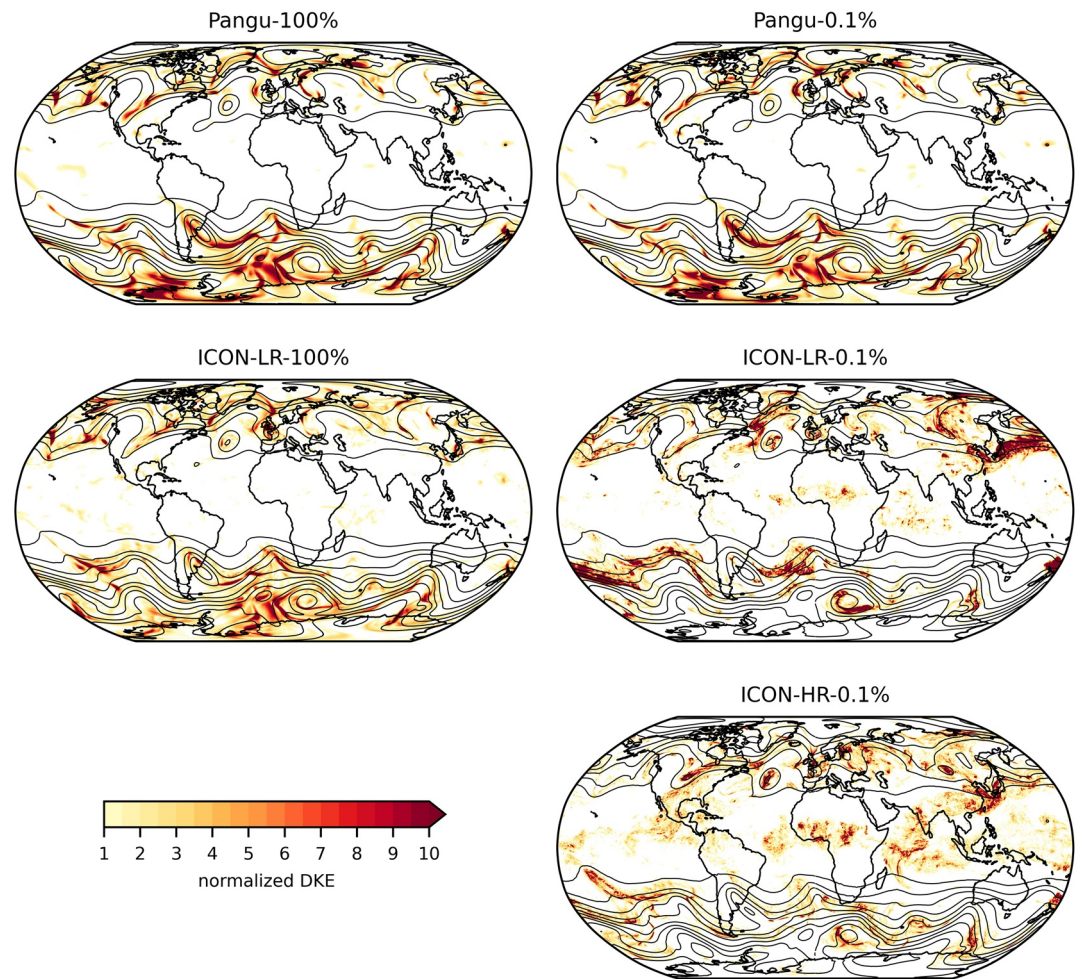 Pangu-100%
Pangu-0.1%
ICON-LR-100%
ICON-LR-0.1%
ICON-HR-0.1%
1 2 3 4 5 6 7 8 9 10
normalized DKE